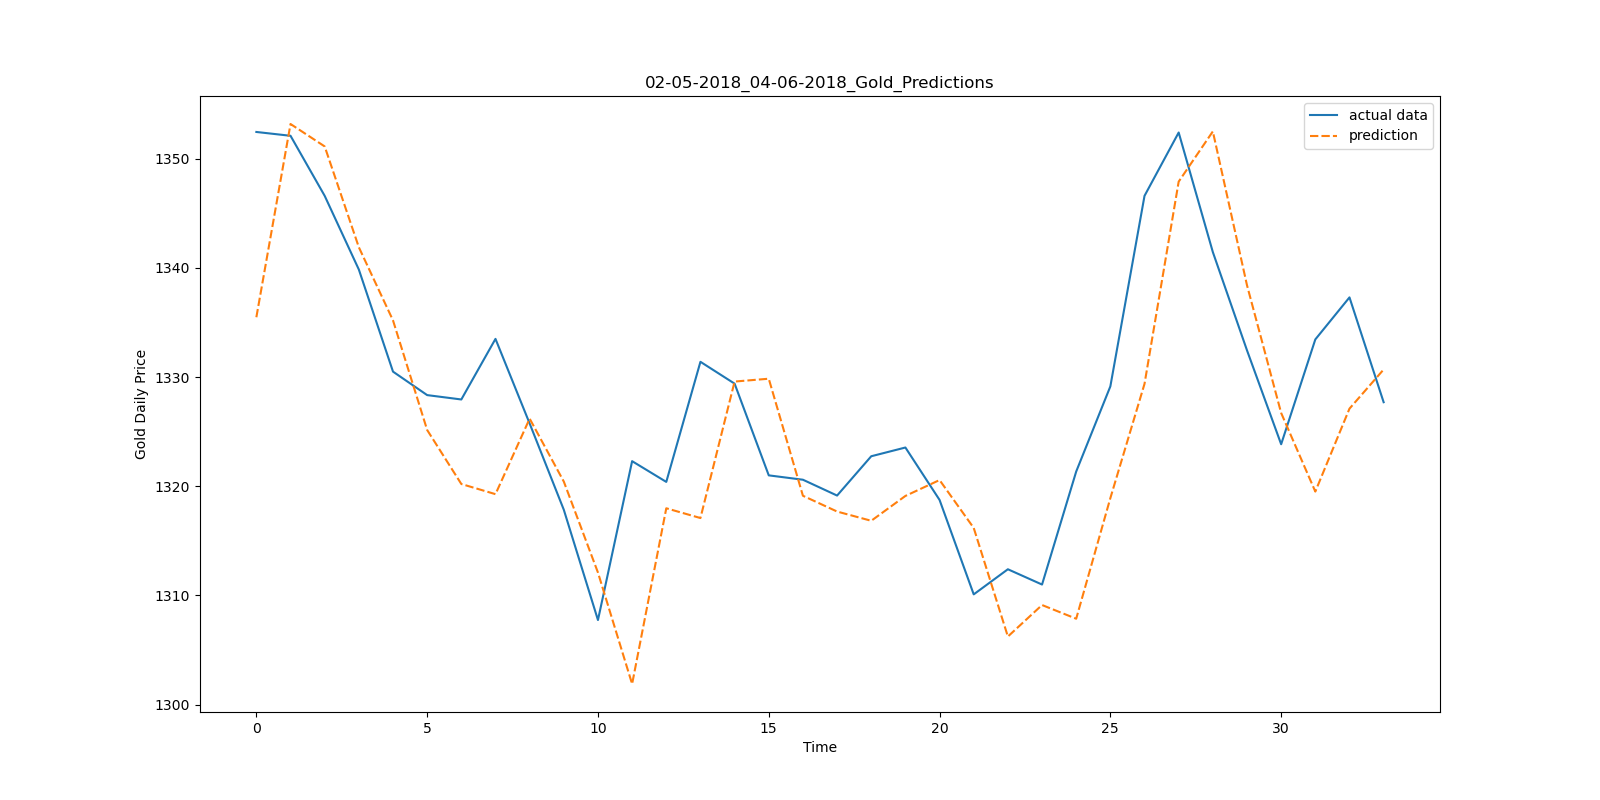 02-05-2018_04-06-2018_Gold_Predictions
actual data
prediction
Gold Daily Price
1350
1340
1330
1320
1310
1300
0 5 10 15 20 25 30
Time